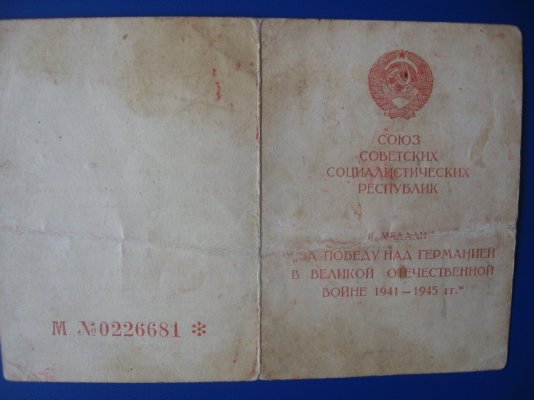 М №0226681 *
СОЮЗ
СОВЕТСКИХ
СОЦИАЛИСТИЧЕСКИХ
РЕСПУБЛИК
К МЕДАЛИ
„ЗА ПОБЕДУ НАД ГЕРМАНИЕЙ
В ВЕЛИКОЙ ОТЕЧЕСТВЕННОЙ
ВОЙНЕ 1941—1945 гг.“